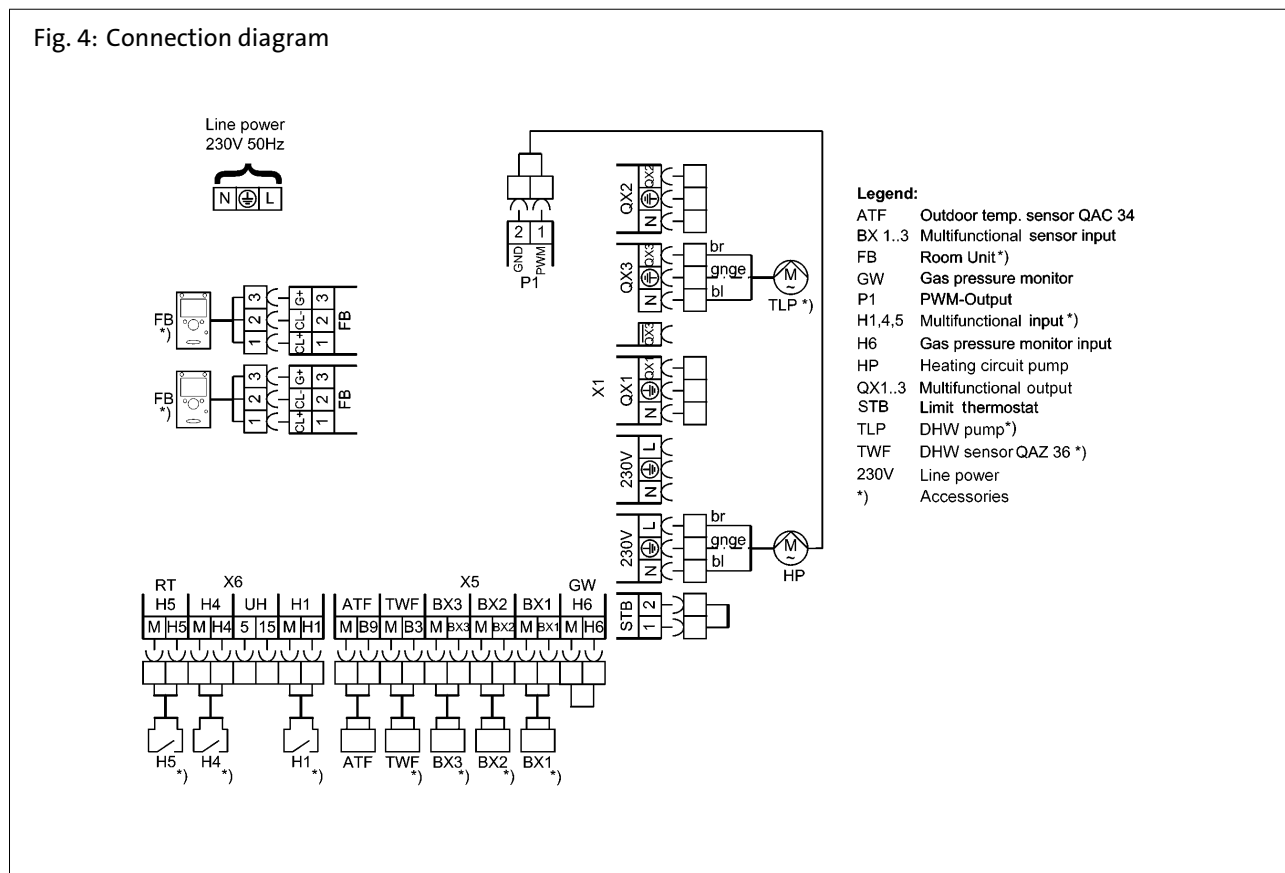 Fig. 4: Connection diagram
Line power
230V 50Hz
N L
2 1
GND PWM
P1
QX2 QX2
N
QX3 QX3
N
br
gnge
bl
M
~
TLP *)
QX3
X1
QX1 QX1
N
230V L
N
230V L
N
br
gnge
bl
M
~
HP
STB 2
1
FB
*)
3 G+ 3
2 CL- 2
1 CL+ 1
FB
FB
*)
3 G+ 3
2 CL- 2
1 CL+ 1
FB
Legend:
ATF Outdoor temp. sensor QAC 34
BX 1..3 Multifunctional sensor input
FB Room Unit*)
GW Gas pressure monitor
P1 PWM-Output
H1,4,5 Multifunctional input *)
H6 Gas pressure monitor input
HP Heating circuit pump
QX1..3 Multifunctional output
STB Limit thermostat
TLP DHW pump*)
TWF DHW sensor QAZ 36 *)
230V Line power
*) Accessories
RT X6 X5 GW
H5 H4 UH H1 ATF TWF BX3 BX2 BX1 H6
M H5 M H4 5 15 M H1 M B9 M B3 M BX3 M BX2 M BX1 M H6
H5 *) H4 *) H1 *) ATF TWF *) BX3 *) BX2 *) BX1 *)